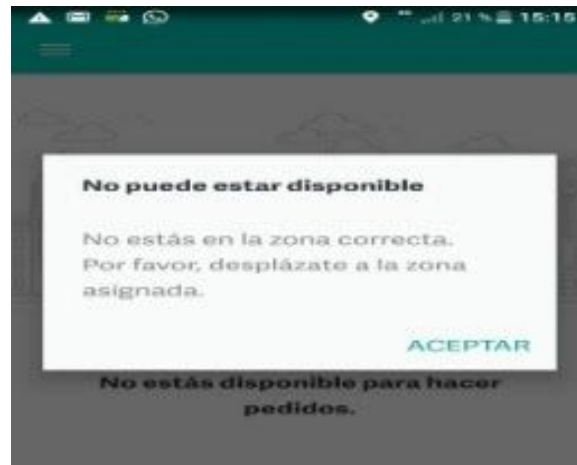 21 % 15:15
No puede estar disponible
No estás en la zona correcta.
Por favor, desplázate a la zona
asignada.
ACEPTAR
No estás disponible para hacer
pedidos.